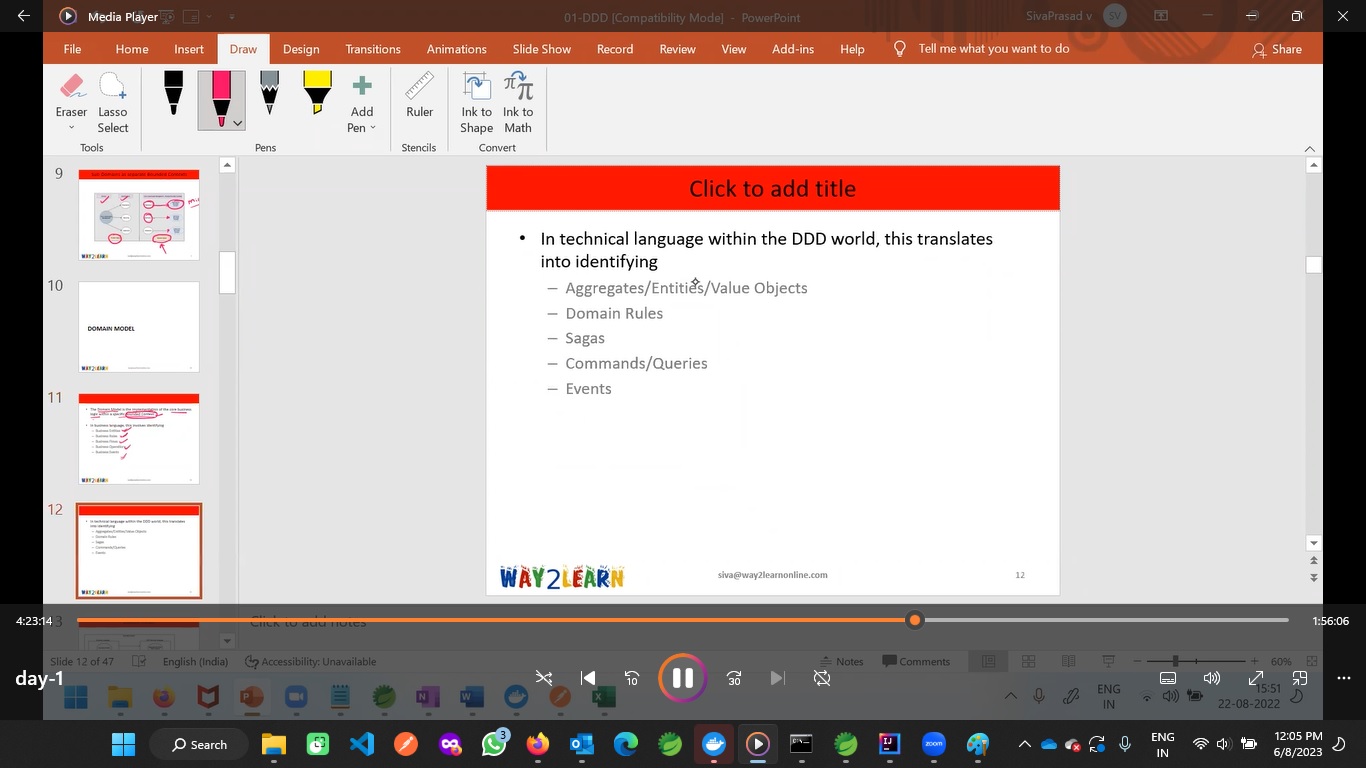 Media Player
01-DDD [Compatibility Mode] - PowerPoint
SivaPrasad v
SV
File
Home
Insert
Draw
Design
Transitions
Animations
Slide Show
Record
Review
View
Add-ins
Help
Tell me what you want to do
Share
Eraser
Lasso
Select
Add
Pen
Ruler
Ink to
Shape
Ink to
Math
Tools
Pens
Stencils
Convert
9
10
DOMAIN MODEL
WAY2LEARN
11
12
Click to add title
• In technical language within the DDD world, this translates
into identifying
– Aggregates/Entities/Value Objects
– Domain Rules
– Sagas
– Commands/Queries
– Events
WAY2LEARN
siva@way2learnonline.com
12
4:23:14
1:56:06
Click to add notes
Slide 12 of 47
English (India)
Accessibility: Unavailable
Notes
Comments
60%
day-1
10
30
ENG
IN
15:51
22-08-2022
Search
3
zoom
ENG
IN
12:05 PM
6/8/2023